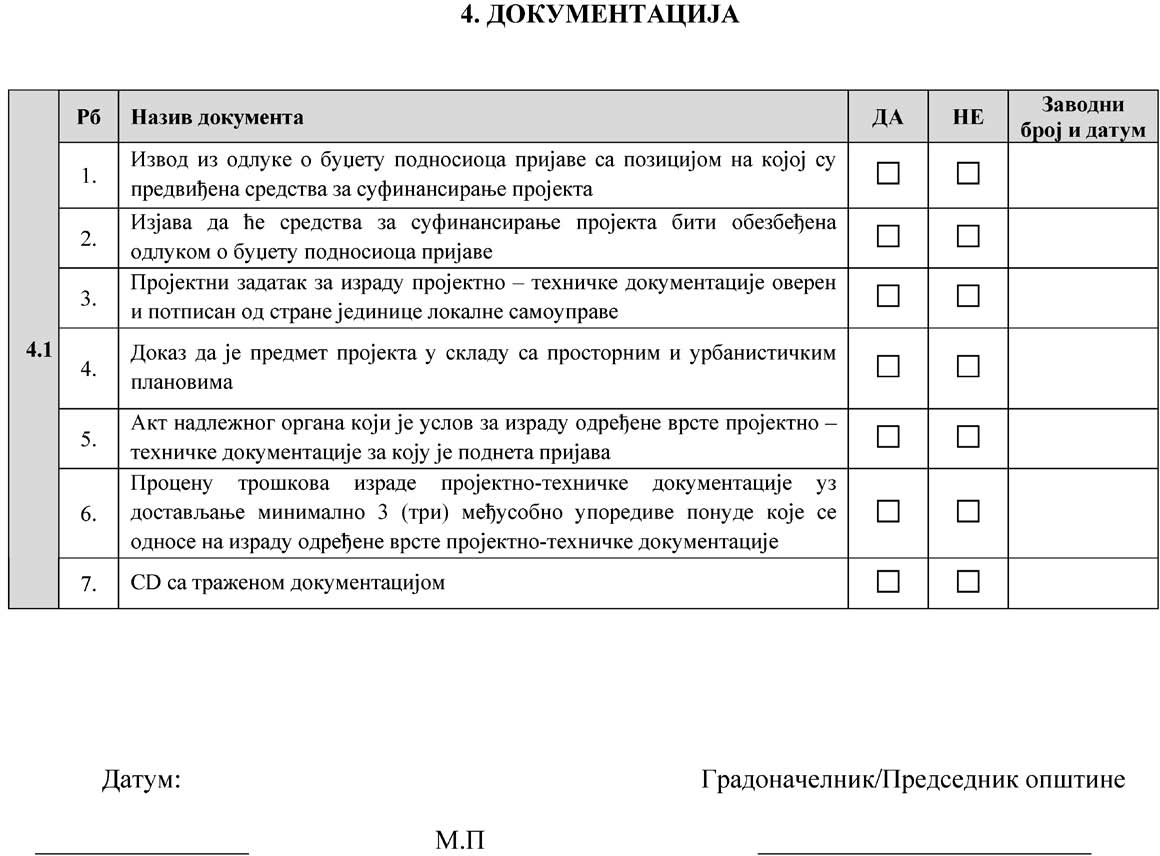 4. ДОКУМЕНТАЦИЈА
Рб Назив документа ДА НЕ Заводни
број и датум
4.1
1. Извод из одлуке о буџету подносиоца пријаве са позицијом на којој су
предвиђена средства за суфинансирање пројекта ☐ ☐
2. Изјава да ће средства за суфинансирање пројекта бити обезбеђена
одлуком о буџету подносиоца пријаве ☐ ☐
3. Пројектни задатак за израду пројектно – техничке документације оверен
и потписан од стране јединице локалне самоуправе ☐ ☐
4. Доказ да је предмет пројекта у складу са просторним и урбанистичким
плановима ☐ ☐
5. Акт надлежног органа који је услов за израду одређене врсте пројектно –
техничке документације за коју је поднета пријава ☐ ☐
6. Процену трошкова израде пројектно-техничке документације уз
достављање минимално 3 (три) међусобно упоредиве понуде које се
односе на израду одређене врсте пројектно-техничке документације ☐ ☐
7. CD са траженом документацијом ☐ ☐
Датум: Градоначелник/Председник општине
М.П